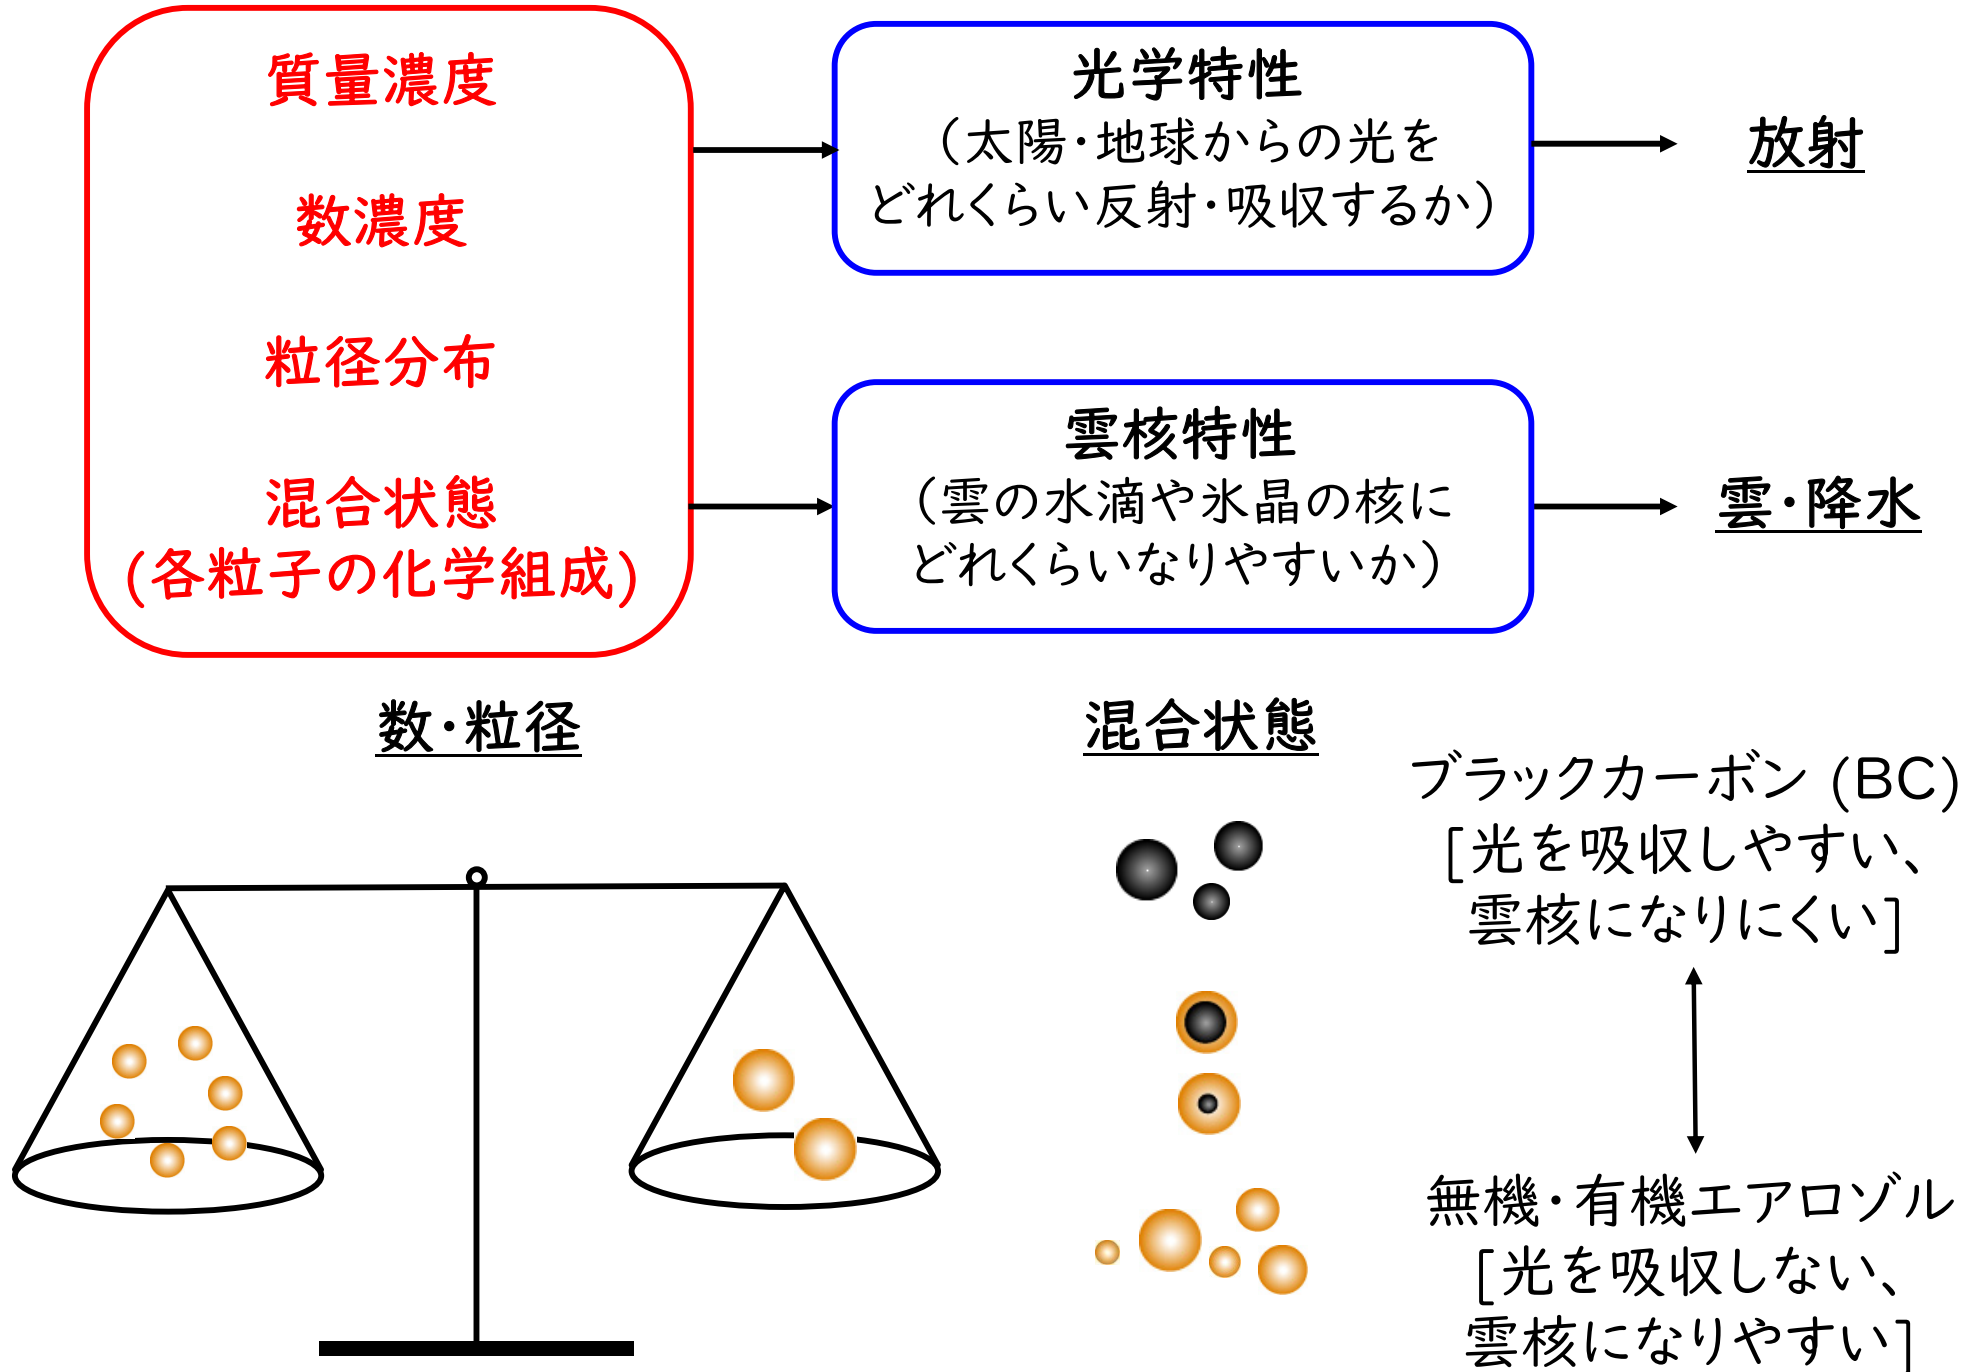 質量濃度
数濃度
粒径分布
混合状態
(各粒子の化学組成)
光学特性
(太陽・地球からの光を
どれくらい反射・吸収するか)
放射
雲核特性
(雲の水滴や氷晶の核に
どれくらいなりやすいか)
雲・降水
数・粒径
混合状態
ブラックカーボン (BC)
[光を吸収しやすい、
雲核になりにくい]
無機・有機エアロゾル
[光を吸収しない、
雲核になりやすい]